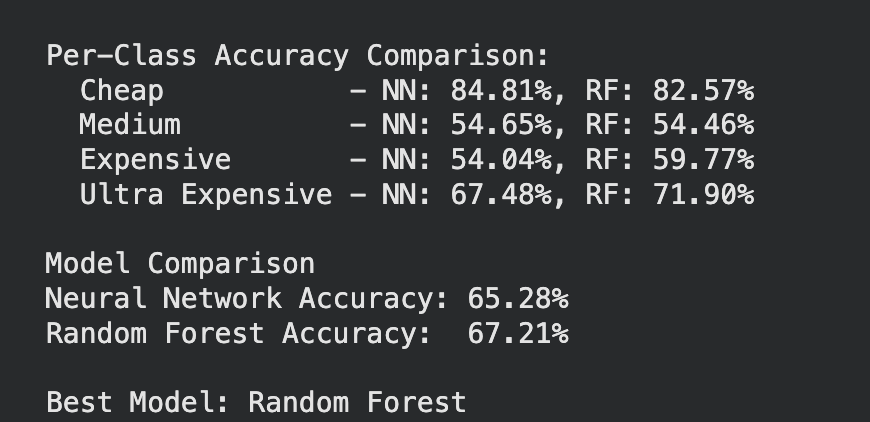 Per-Class Accuracy Comparison:
  Cheap           - NN: 84.81%, RF: 82.57%
  Medium          - NN: 54.65%, RF: 54.46%
  Expensive       - NN: 54.04%, RF: 59.77%
  Ultra Expensive - NN: 67.48%, RF: 71.90%

Model Comparison
Neural Network Accuracy: 65.28%
Random Forest Accuracy:  67.21%

Best Model: Random Forest